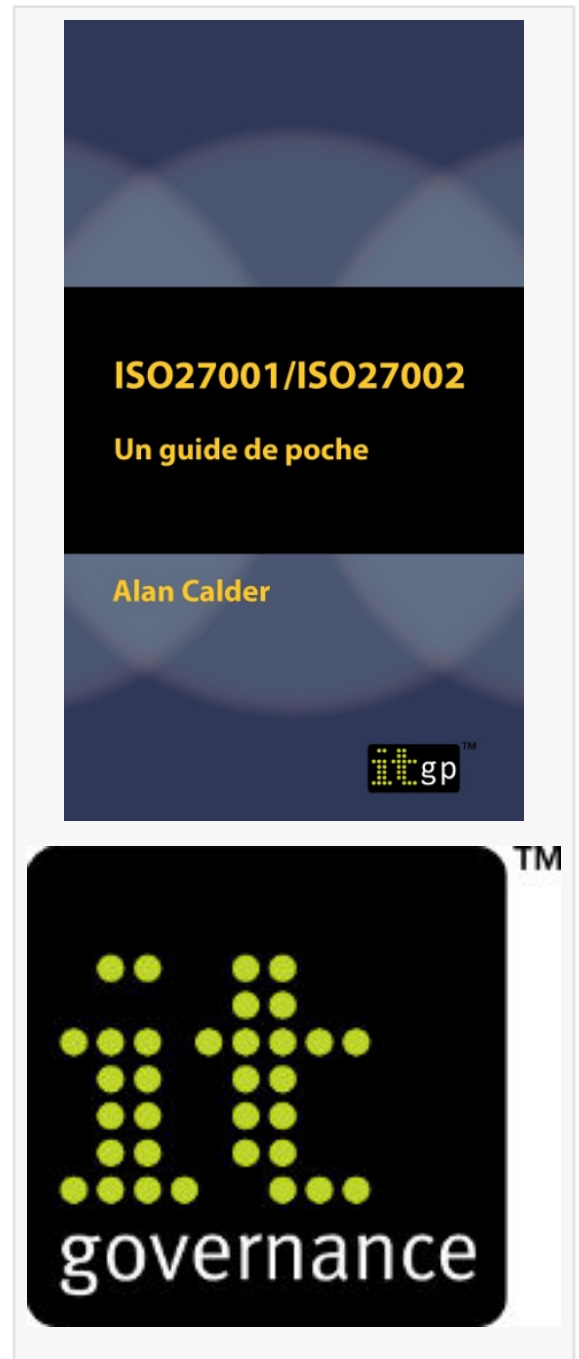 ISO27001/ISO27002
Un guide de poche
Alan Calder
itgp™
TM
it
governance